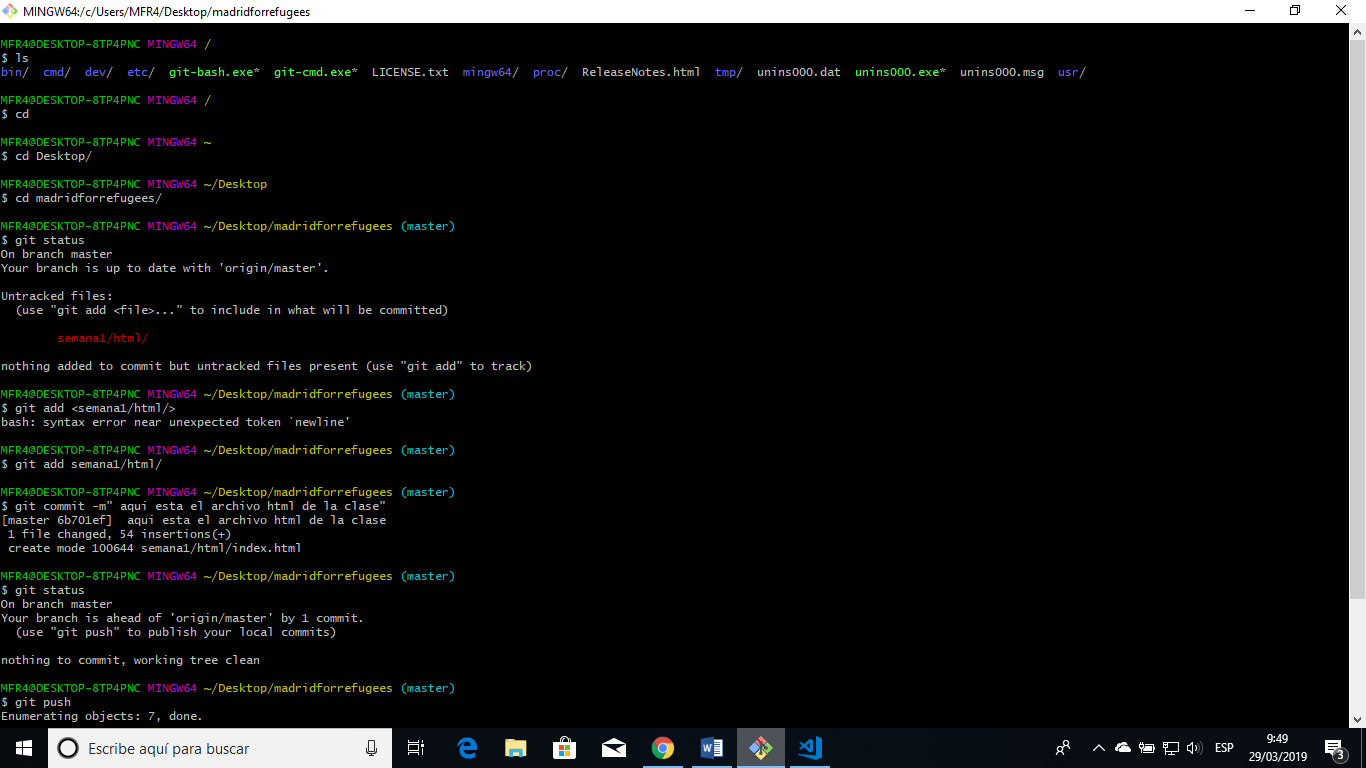 MINGW64:/c/Users/MFR4/Desktop/madridforrefugees
MFR4@DESKTOP-8TP4PNC MINGW64 /
$ ls
bin/ cmd/ dev/ etc/ git-bash.exe* git-cmd.exe* LICENSE.txt mingw64/ proc/ ReleaseNotes.html tmp/ unins000.dat unins000.exe* unins000.msg usr/
MFR4@DESKTOP-8TP4PNC MINGW64 /
$ cd
MFR4@DESKTOP-8TP4PNC MINGW64 ~
$ cd Desktop/
MFR4@DESKTOP-8TP4PNC MINGW64 ~/Desktop
$ cd madridforrefugees/
MFR4@DESKTOP-8TP4PNC MINGW64 ~/Desktop/madridforrefugees (master)
$ git status
On branch master
Your branch is up to date with 'origin/master'.
Untracked files:
(use "git add <file>..." to include in what will be committed)
semana1/html/
nothing added to commit but untracked files present (use "git add" to track)
MFR4@DESKTOP-8TP4PNC MINGW64 ~/Desktop/madridforrefugees (master)
$ git add <semana1/html/>
bash: syntax error near unexpected token `newline'
MFR4@DESKTOP-8TP4PNC MINGW64 ~/Desktop/madridforrefugees (master)
$ git add semana1/html/
MFR4@DESKTOP-8TP4PNC MINGW64 ~/Desktop/madridforrefugees (master)
$ git commit -m" aqui esta el archivo html de la clase"
[master 6b701ef]  aqui esta el archivo html de la clase
1 file changed, 54 insertions(+)
create mode 100644 semana1/html/index.html
MFR4@DESKTOP-8TP4PNC MINGW64 ~/Desktop/madridforrefugees (master)
$ git status
On branch master
Your branch is ahead of 'origin/master' by 1 commit.
(use "git push" to publish your local commits)
nothing to commit, working tree clean
MFR4@DESKTOP-8TP4PNC MINGW64 ~/Desktop/madridforrefugees (master)
$ git push
Enumerating objects: 7, done.
Escribe aquí para buscar
ESP
9:49
29/03/2019
3